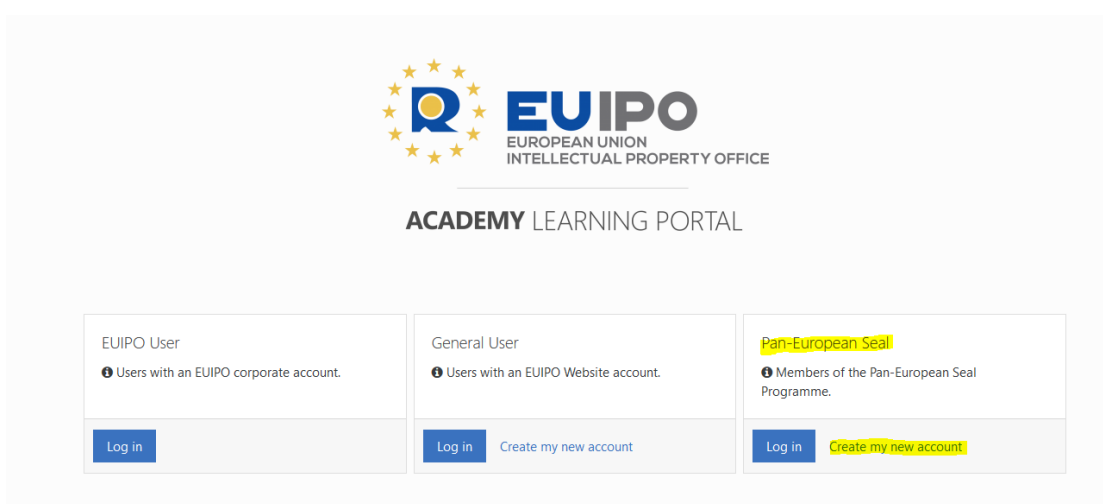 R
EUIPO
EUROPEAN UNION
INTELLECTUAL PROPERTY OFFICE
ACADEMY LEARNING PORTAL
EUIPO User
Users with an EUIPO corporate account.
Log in
General User
Users with an EUIPO Website account.
Log in Create my new account
Pan-European Seal
Members of the Pan-European Seal
Programme.
Log in Create my new account